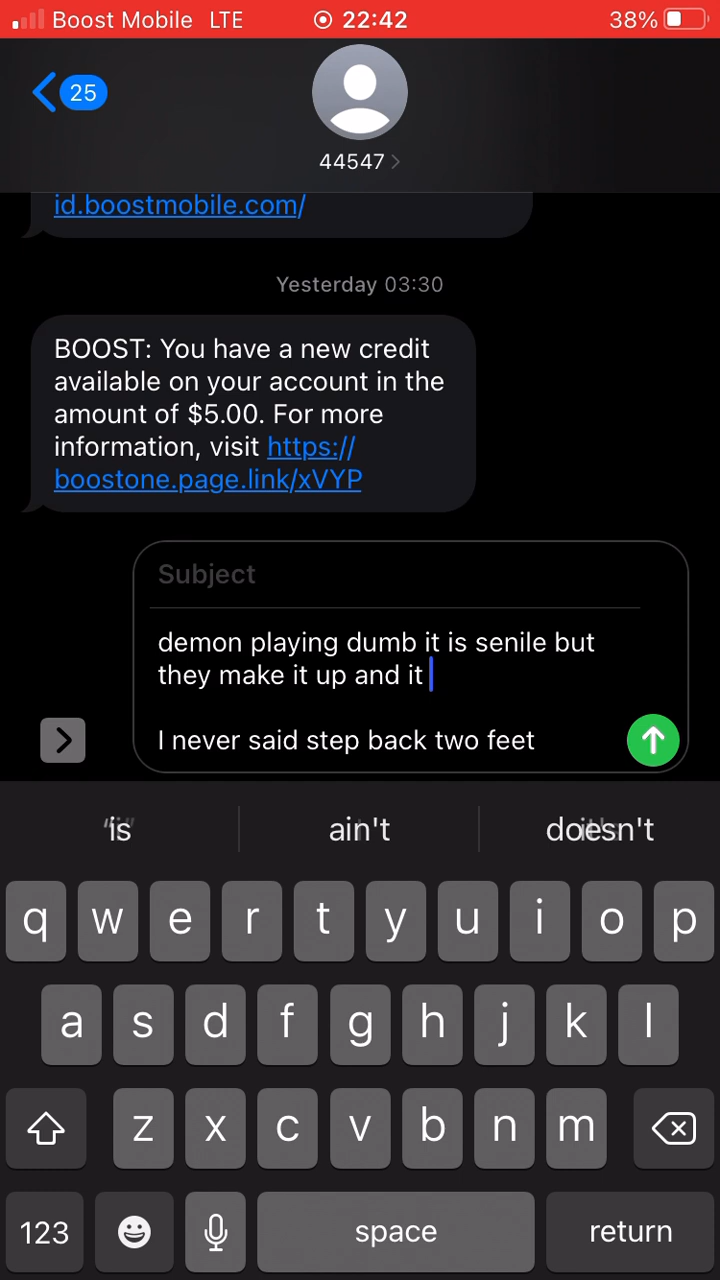 Boost Mobile LTE 22:42 38%
25
44547
id.boostmobile.com/
Yesterday 03:30
BOOST: You have a new credit
available on your account in the
amount of $5.00. For more
information, visit https://
boostone.page.link/xVYP
Subject
demon playing dumb it is senile but
they make it up and it
I never said step back two feet
is ain't doesn't
q w e r t y u i o p
a s d f g h j k l
z x c v b n m
123 space return